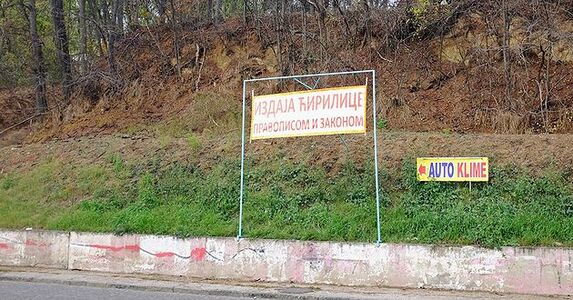 ИЗДАЈА ЋИРИЛИЦЕ
ПРАВОПИСОМ И ЗАКОНОМ
AUTO KLIME